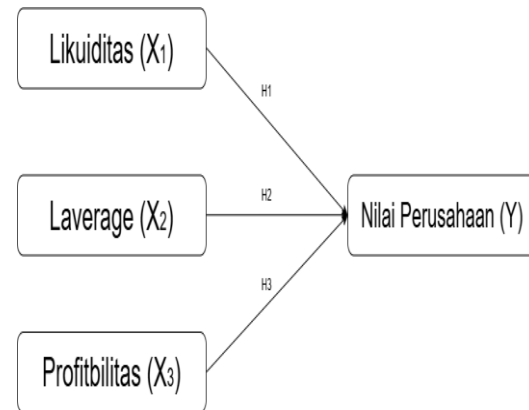 Likuiditas (X1)
H1
Laverage (X2)
H2
Nilai Perusahaan (Y)
H3
Profitbilitas (X3)